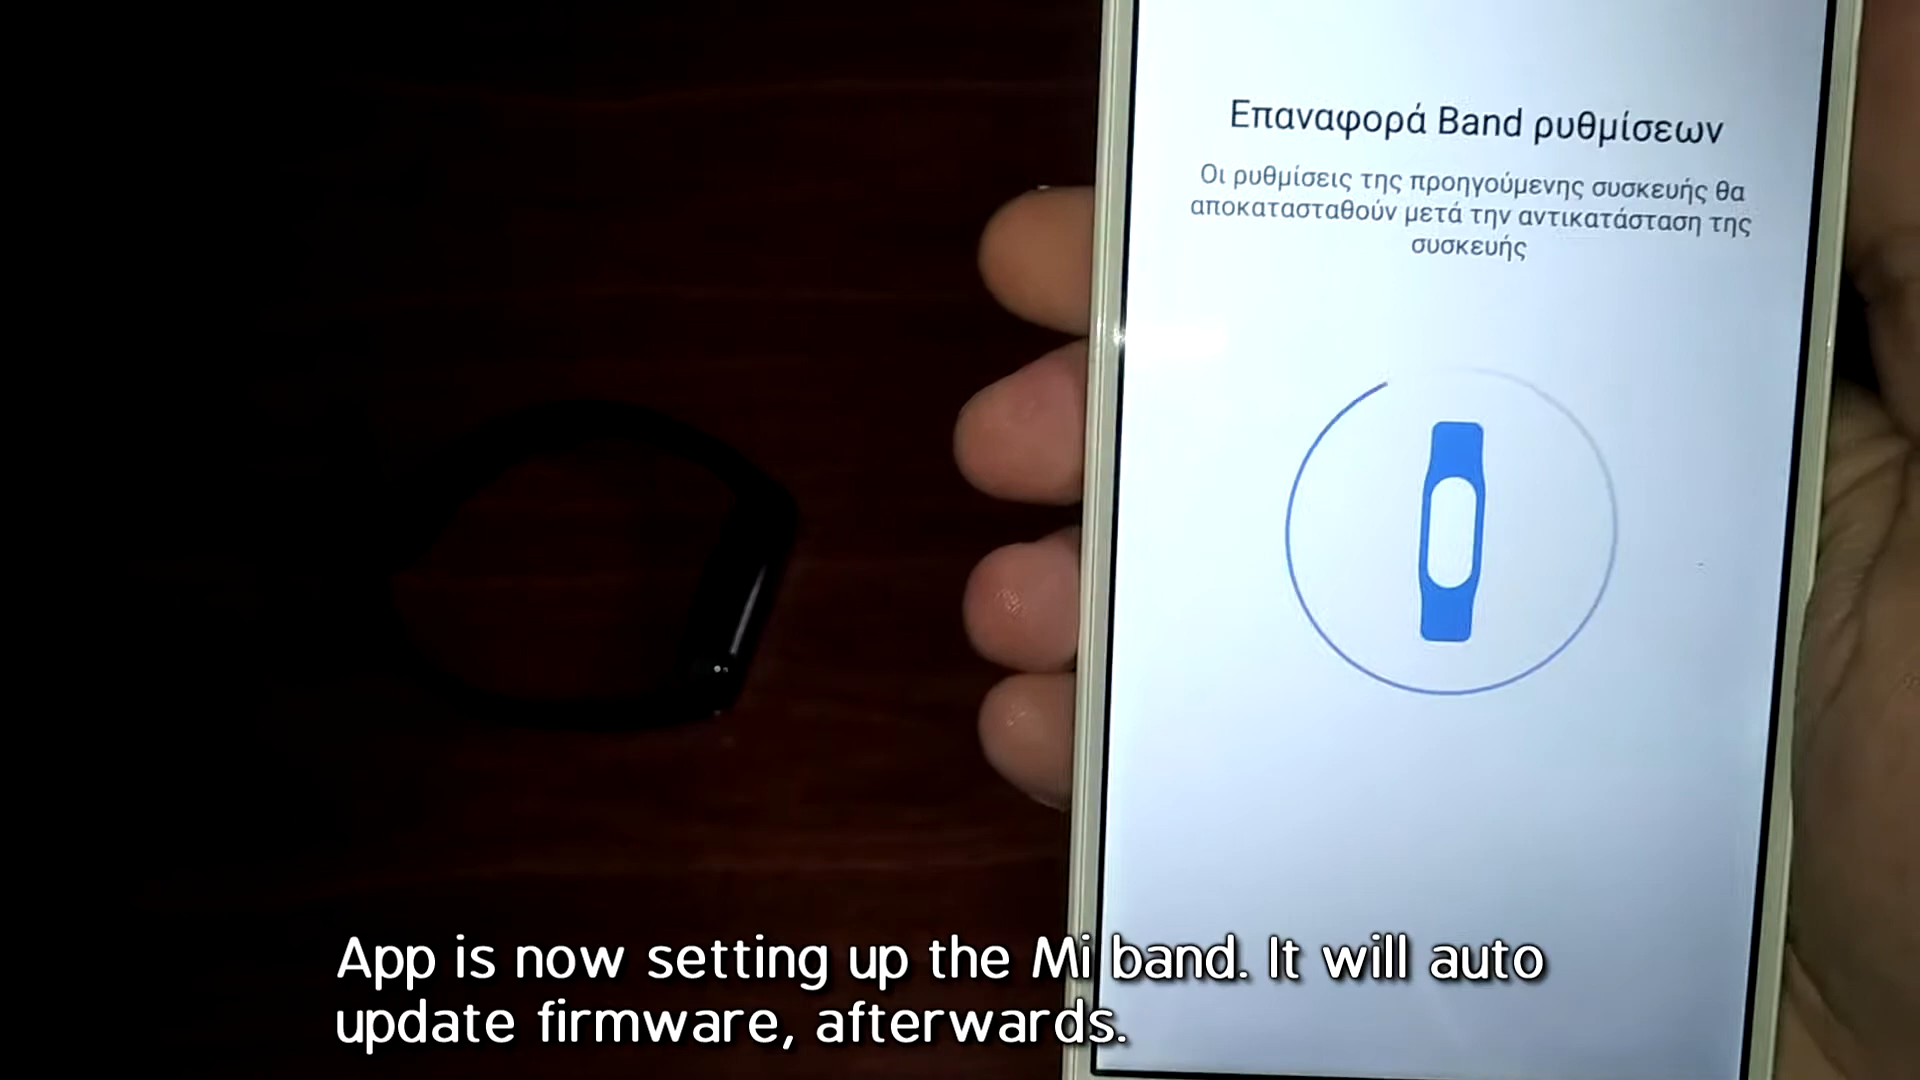 Επαναφορά Band ρυθμίσεων
Οι ρυθμίσεις της προηγούμενης συσκευής θα
αποκατασταθούν μετά την αντικατάσταση της
συσκευής
App is now setting up the Mi band. It will auto
update firmware, afterwards.